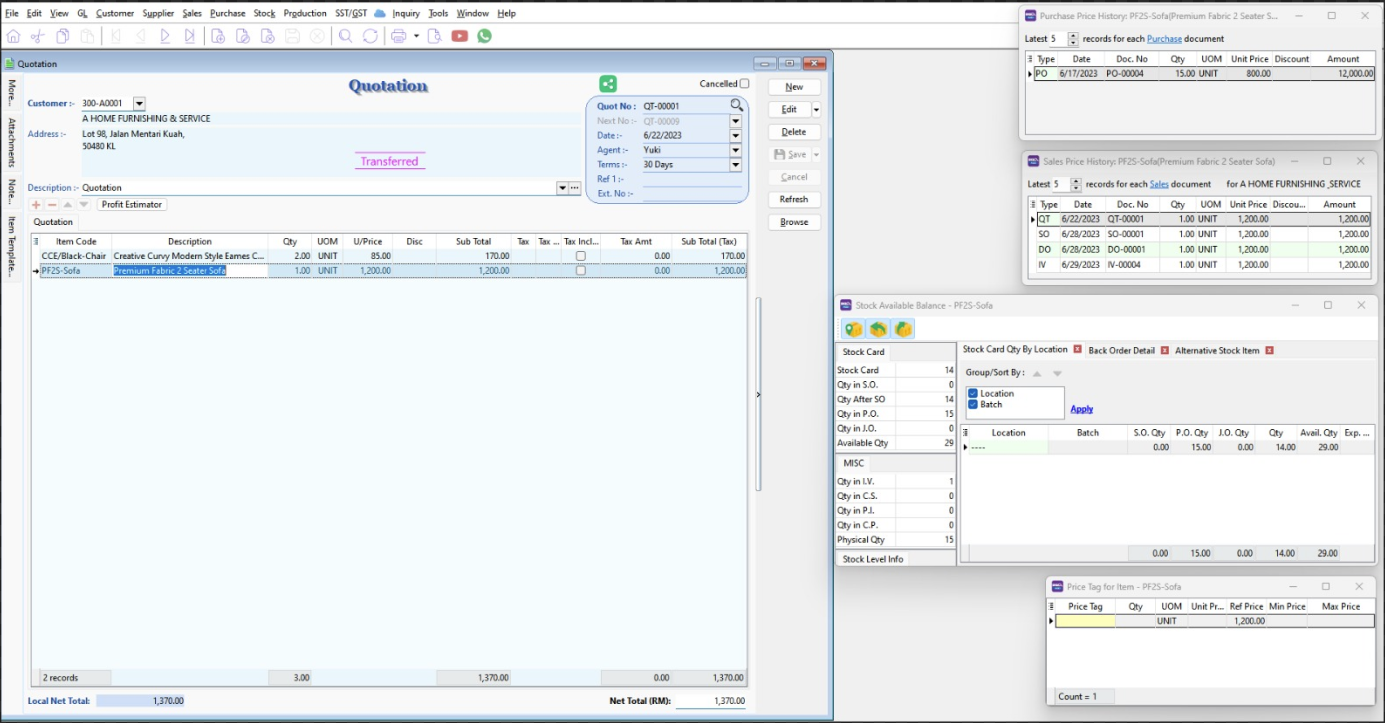 File Edit View GL Customer Supplier Sales Purchase Stock Production SST/GST Inquiry Tools Window Help
Quotation
More...
Attachments
Note...
Item Template...
Quotation
Cancelled
Customer :- 300-A0001
A HOME FURNISHING & SERVICE
Address :- Lot 98, Jalan Mentari Kuah,
50480 KL
Transferred
Description :- Quotation
Quot No : QT-00001
Next No :- QT-00009
Date :- 6/22/2023
Agent :- Yuki
Terms :- 30 Days
Ref 1 :-
Ext. No :-
New
Edit
Delete
Save
Cancel
Refresh
Browse
Profit Estimator
Quotation
Item Code Description Qty UOM U/Price Disc Sub Total Tax Tax ... Tax Incl... Tax Amt Sub Total (Tax)
CCE/Black-Chair Creative Curvy Modern Style Eames C... 2.00 UNIT 85.00 170.00 0.00 170.00
PF2S-Sofa Premium Fabric 2 Seater Sofa 1.00 UNIT 1,200.00 1,200.00 0.00 1,200.00
2 records 3.00 1,370.00 0.00 1,370.00
Local Net Total: 1,370.00 Net Total (RM): 1,370.00
Purchase Price History: PF2S-Sofa(Premium Fabric 2 Seater S...
Latest 5 records for each Purchase document
Type Date Doc. No Qty UOM Unit Price Discount Amount
PO 6/17/2023 PO-00004 15.00 UNIT 800.00 12,000.00
Sales Price History: PF2S-Sofa(Premium Fabric 2 Seater Sofa)
Latest 5 records for each Sales document for A HOME FURNISHING _SERVICE
Type Date Doc. No Qty UOM Unit Price Discou... Amount
QT 6/22/2023 QT-00001 1.00 UNIT 1,200.00 1,200.00
SO 6/28/2023 SO-00001 1.00 UNIT 1,200.00 1,200.00
DO 6/28/2023 DO-00001 1.00 UNIT 1,200.00 1,200.00
IV 6/29/2023 IV-00004 1.00 UNIT 1,200.00 1,200.00
Stock Available Balance - PF2S-Sofa
Stock Card
Stock Card 14
Qty in S.O. 0
Qty After SO 14
Qty in P.O. 15
Qty in J.O. 0
Available Qty 29
MISC
Qty in I.V. 1
Qty in C.S. 0
Qty in P.I. 0
Qty in C.P. 0
Physical Qty 15
Stock Level Info
Stock Card Qty By Location Back Order Detail Alternative Stock Item
Group/Sort By :
Location
Batch
Apply
Location Batch S.O. Qty P.O. Qty J.O. Qty Qty Avail. Qty Exp. ...
---- 0.00 15.00 0.00 14.00 29.00
0.00 15.00 0.00 14.00 29.00
Price Tag for Item - PF2S-Sofa
Price Tag Qty UOM Unit Pr... Ref Price Min Price Max Price
UNIT 1,200.00
Count = 1